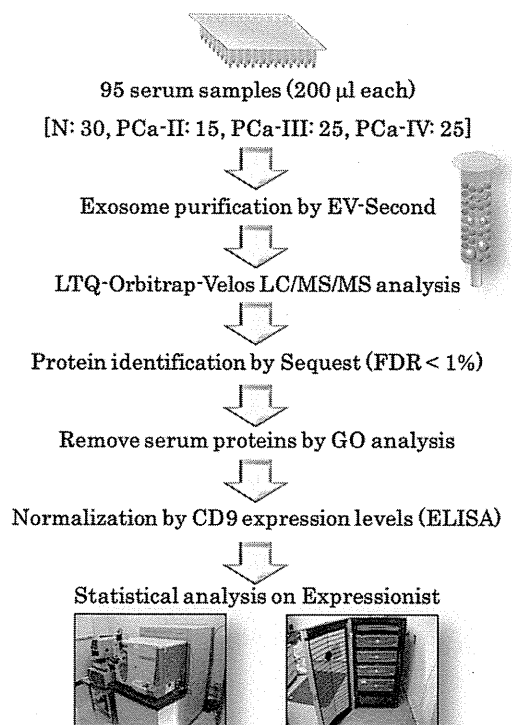 95 serum samples (200 μl each)
[N: 30, PCa-II: 15, PCa-III: 25, PCa-IV: 25]
Exosome purification by EV-Second
LTQ-Orbitrap-Velos LC/MS/MS analysis
Protein identification by Sequest (FDR < 1%)
Remove serum proteins by GO analysis
Normalization by CD9 expression levels (ELISA)
Statistical analysis on Expressionist